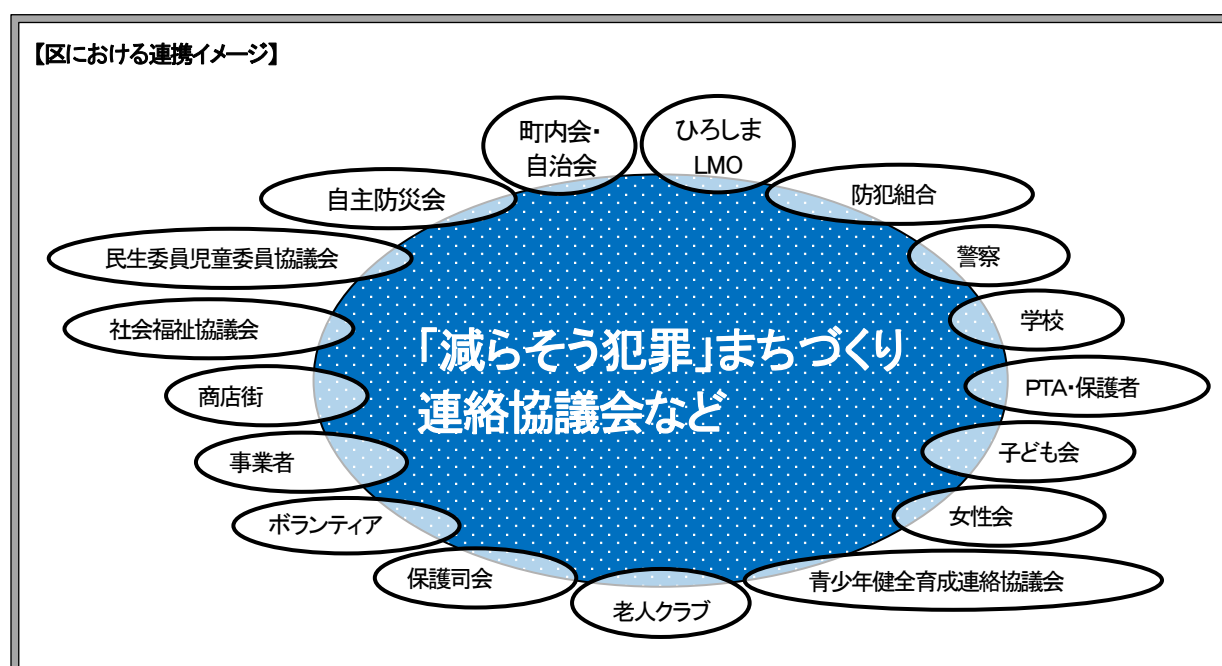 【区における連携イメージ】
町内会・
自治会
ひろしま
LMO
自主防災会
防犯組合
民生委員児童委員協議会
警察
社会福祉協議会
学校
「減らそう犯罪」まちづくり
連絡協議会など
商店街
PTA・保護者
事業者
子ども会
ボランティア
女性会
保護司会
青少年健全育成連絡協議会
老人クラブ